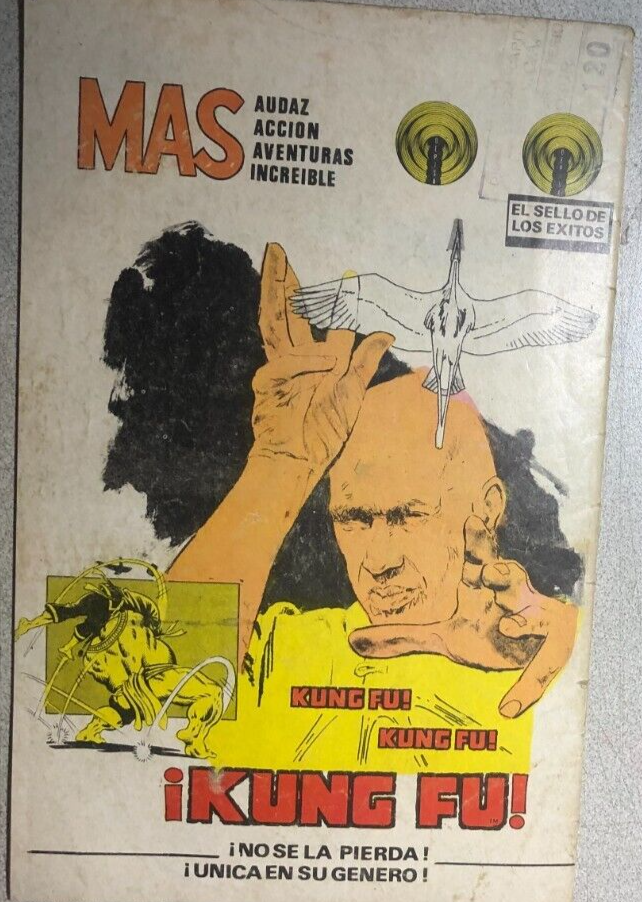 MAS
AUDAZ
ACCION
AVENTURAS
INCREIBLE
EL SELLO DE
LOS EXITOS
KUNG FU!
KUNG FU!
¡KUNG FU!
¡NO SE LA PIERDA!
¡UNICA EN SU GENERO!